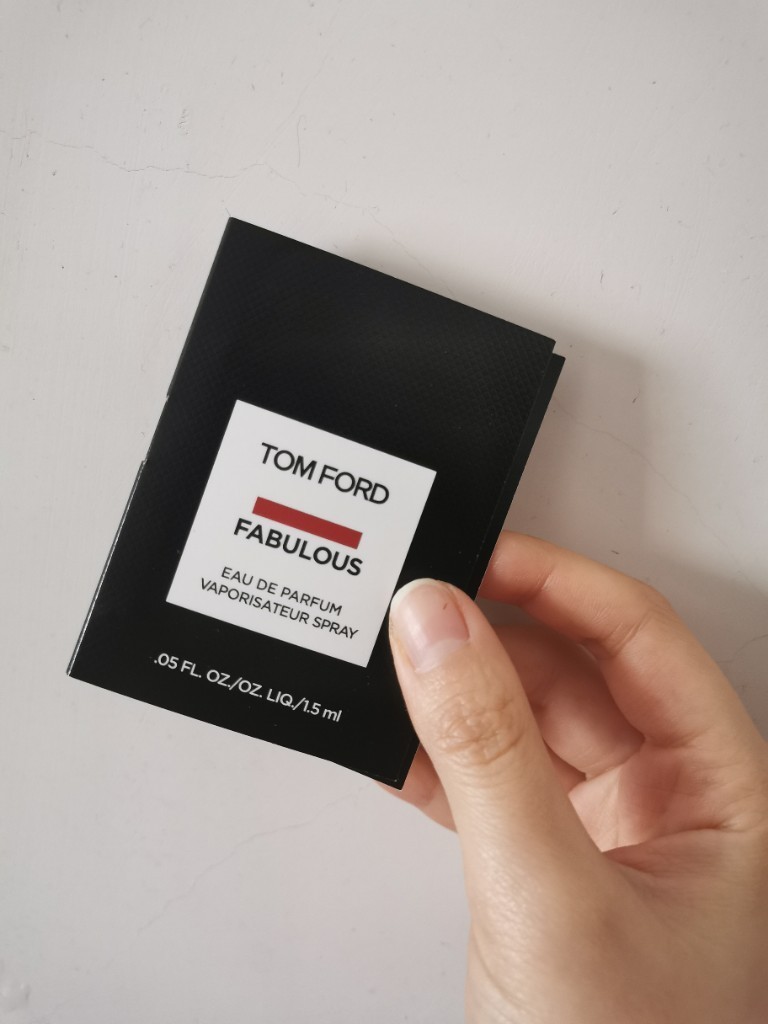 TOM FORD
FABULOUS
EAU DE PARFUM
VAPORISATEUR SPRAY
.05 FL. OZ./OZ. LIQ./1.5 ml